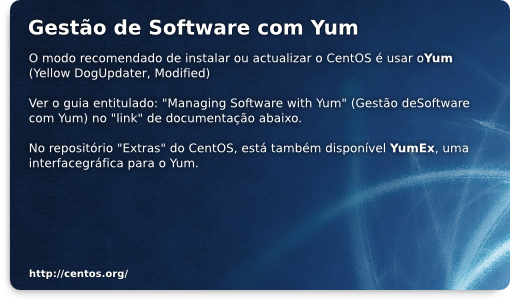 Gestão de Software com Yum
O modo recomendado de instalar ou actualizar o CentOS é usar oYum
(Yellow DogUpdater, Modified)
Ver o guia entitulado: "Managing Software with Yum" (Gestão deSoftware
com Yum) no "link" de documentação abaixo.
No repositório "Extras" do CentOS, está também disponível YumEx, uma
interfacegráfica para o Yum.
http://centos.org/